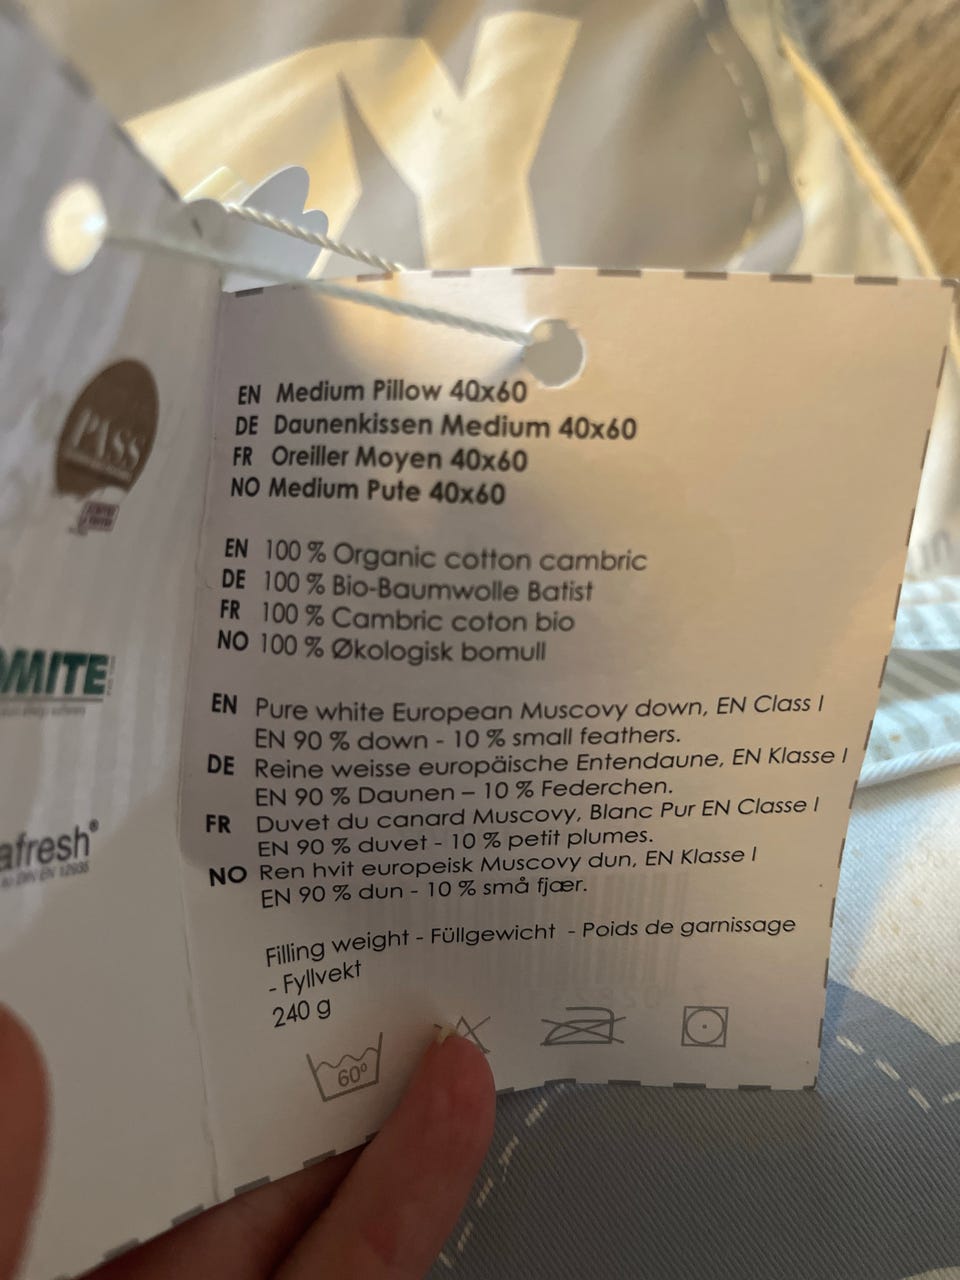 EN Medium Pillow 40x60
DE Daunenkissen Medium 40x60
FR Oreiller Moyen 40x60
NO Medium Pute 40x60
EN 100 % Organic cotton cambric
DE 100 % Bio-Baumwolle Batist
FR 100 % Cambric coton bio
NO 100 % Økologisk bomull
EN Pure white European Muscovy down, EN Class I
EN 90 % down - 10 % small feathers.
DE Reine weisse europäische Entendaune, EN Klasse I
EN 90 % Daunen – 10 % Federchen.
FR Duvet du canard Muscovy, Blanc Pur EN Classe I
EN 90 % duvet - 10 % petit plumes.
NO Ren hvit europeisk Muscovy dun, EN Klasse I
EN 90 % dun - 10 % små fjær.
Filling weight - Füllgewicht - Poids de garnissage
- Fyllvekt
240 g
60°
PASS
OMITE
afresh®
DIN EN 12935
Y